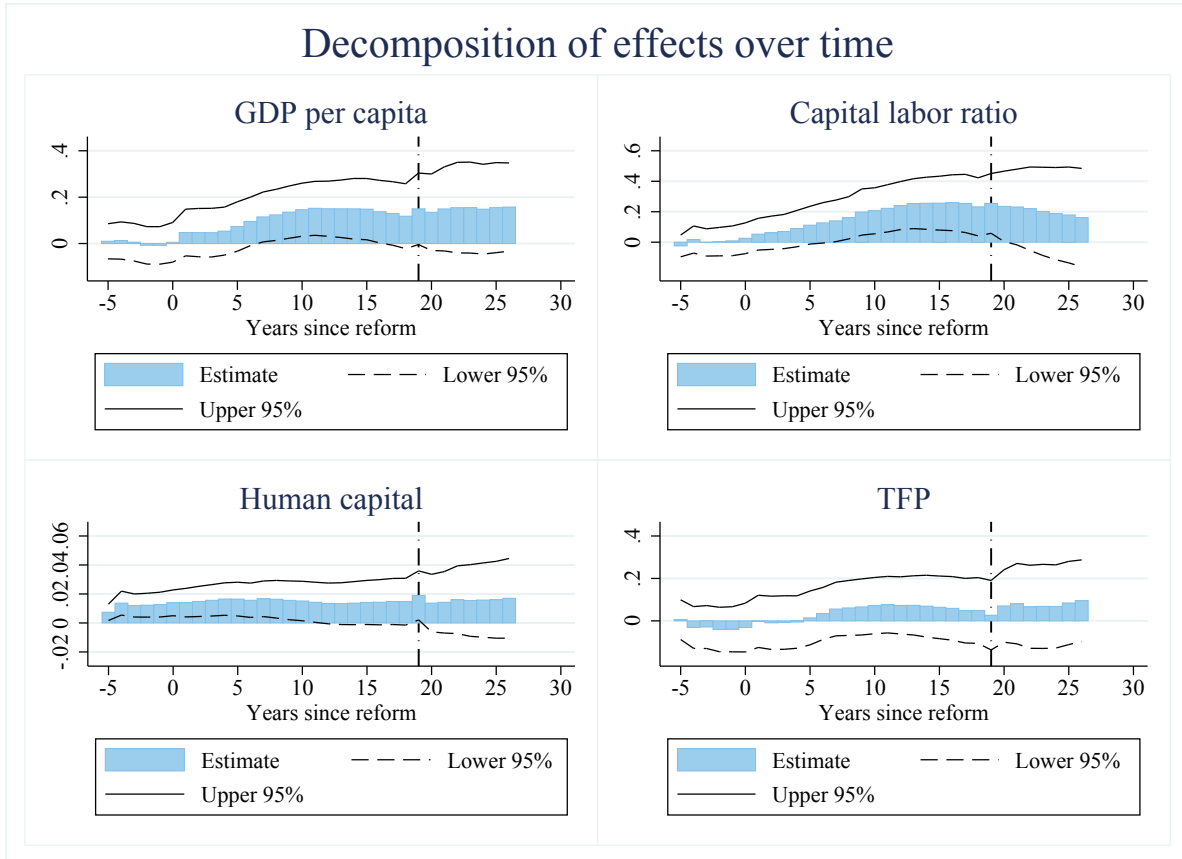 Decomposition of effects over time
GDP per capita
.4
.2
0
-5 0 5 10 15 20 25 30
Years since reform
Estimate Lower 95%
Upper 95%
Capital labor ratio
.6
.4
.2
0
-5 0 5 10 15 20 25 30
Years since reform
Estimate Lower 95%
Upper 95%
Human capital
.06
.04
.02
0
-.02
-5 0 5 10 15 20 25 30
Years since reform
Estimate Lower 95%
Upper 95%
TFP
.4
.2
0
-5 0 5 10 15 20 25 30
Years since reform
Estimate Lower 95%
Upper 95%